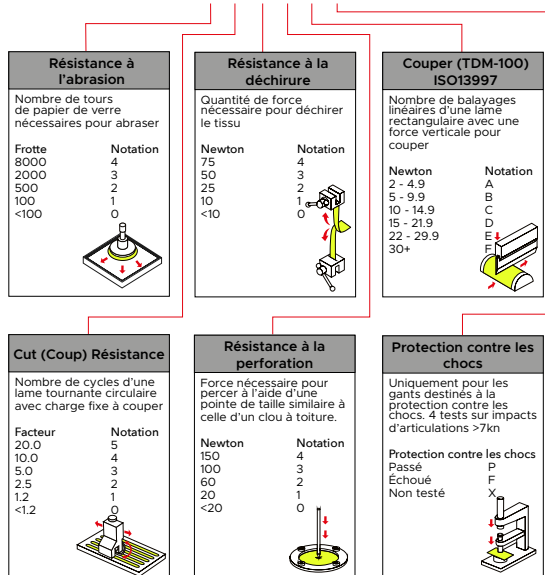 Résistance à
l'abrasion
Nombre de tours
de papier de verre
nécessaires pour abraser
Frotte Notation
8000 4
2000 3
500 2
100 1
<100 0
Résistance à la
déchirure
Quantité de force
nécessaire pour déchirer
le tissu
Newton Notation
75 4
50 3
25 2
10 1
<10 0
Couper (TDM-100)
ISO13997
Nombre de balayages
linéaires d'une lame
rectangulaire avec une
force verticale pour
couper
Newton Notation
2 - 4.9 A
5 - 9.9 B
10 - 14.9 C
15 - 21.9 D
22 - 29.9 E
30+ F
Cut (Coup) Résistance
Nombre de cycles d'une
lame tournante circulaire
avec charge fixe à couper
Facteur Notation
20.0 5
10.0 4
5.0 3
2.5 2
1.2 1
<1.2 0
Résistance à la
perforation
Force nécessaire pour
percer à l'aide d'une
pointe de taille similaire à
celle d'un clou à toiture.
Newton Notation
150 4
100 3
60 2
20 1
<20 0
Protection contre les
chocs
Uniquement pour les
gants destinés à la
protection contre les
chocs. 4 tests sur impacts
d'articulations >7kn
Protection contre les chocs
Passé P
Échoué F
Non testé X